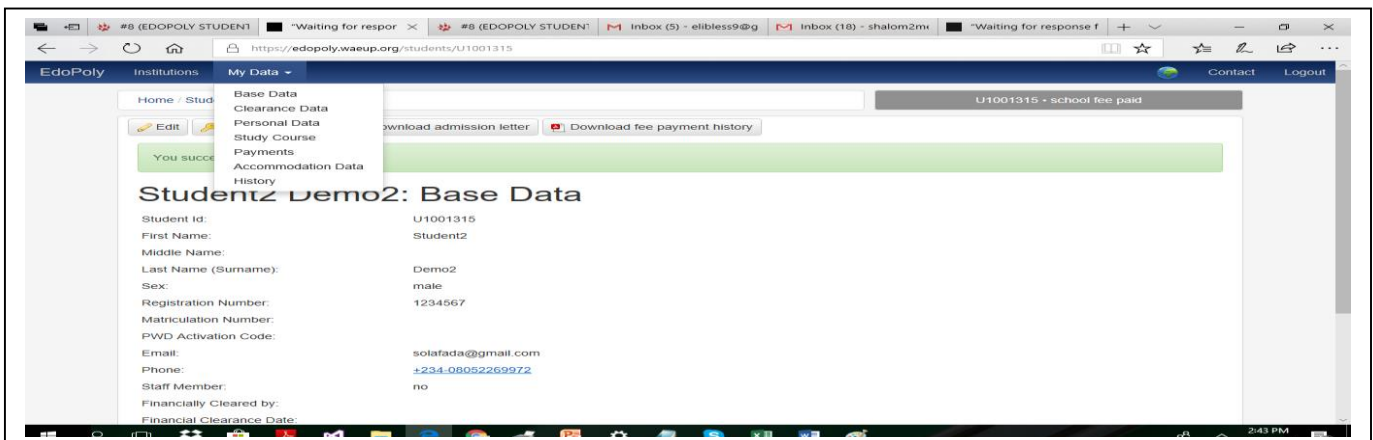 #8 (EDOPOLY STUDENT "Waiting for respor #8 (EDOPOLY STUDENT Inbox (5) - elibless9@g Inbox (18) - shalom2m "Waiting for response f
https://edopoly.waeup.org/students/U1001315
EdoPoly Institutions My Data Contact Logout
Home / Stud U1001315 • school fee paid
Base Data
Clearance Data
Personal Data
Study Course
Payments
Accommodation Data
History
Edit wnload admission letter Download fee payment history
You succe
Student2 Demo2: Base Data
Student Id: U1001315
First Name: Student2
Middle Name:
Last Name (Surname): Demo2
Sex: male
Registration Number: 1234567
Matriculation Number:
PWD Activation Code:
Email: solafada@gmail.com
Phone: +234-08052269972
Staff Member: no
Financially Cleared by:
Financial Clearance Date:
2:43 PM